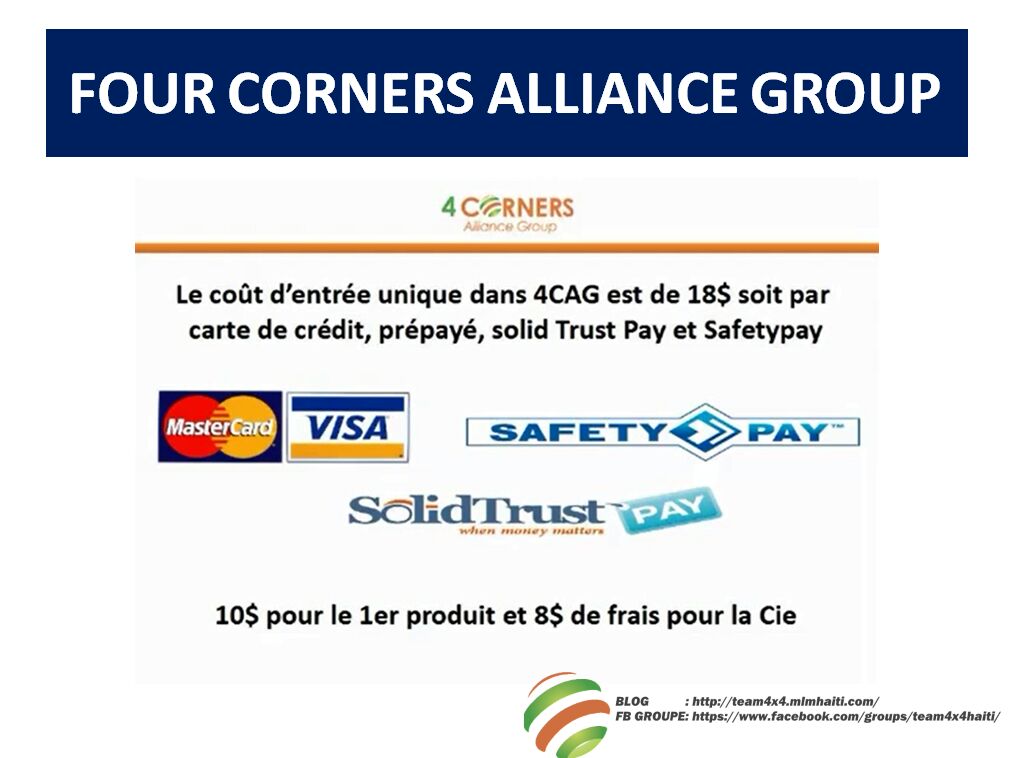 FOUR CORNERS ALLIANCE GROUP
4 CORNERS
Alliance Group
Le coût d'entrée unique dans 4CAG est de 18$ soit par
carte de crédit, prépayé, solid Trust Pay et Safetypay
MasterCard VISA SAFETY PAY™
SolidTrust PAY
when money matters
10$ pour le 1er produit et 8$ de frais pour la Cie
BLOG : http://team4x4.mlmhaiti.com/
FB GROUPE: https://www.facebook.com/groups/team4x4haiti/